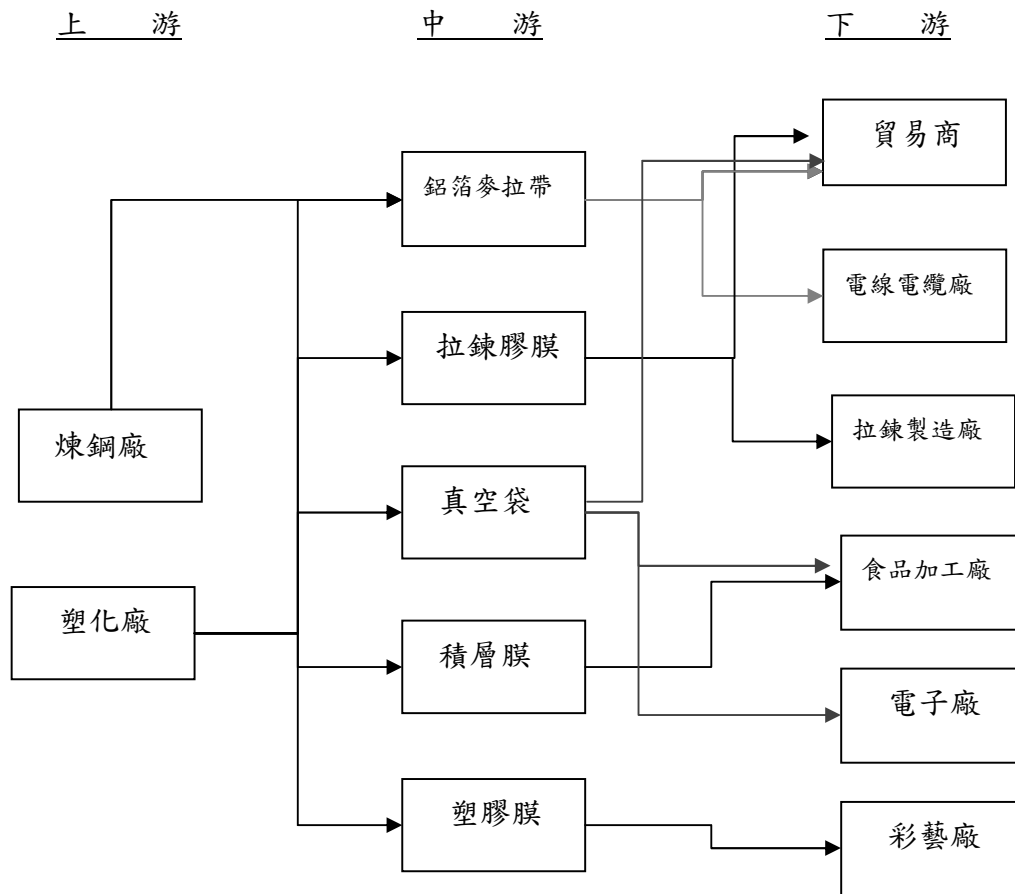 上游
中游
下游
貿易商
鋁箔麥拉帶
電線電纜廠
拉鍊膠膜
拉鍊製造廠
煉鋼廠
真空袋
食品加工廠
塑化廠
積層膜
電子廠
塑膠膜
彩藝廠